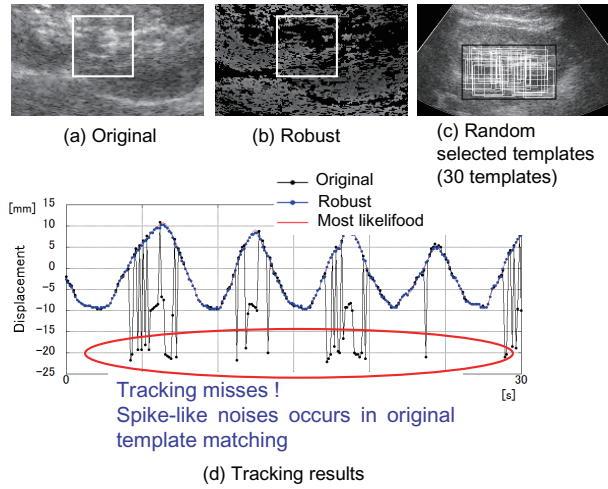 (a) Original
(b) Robust
(c) Random
selected templates
(30 templates)
Original
Robust
Most likelifood
[mm]
15
10
5
0
-5
-10
-15
-20
-25
Displacement
0
30
[s]
Tracking misses !
Spike-like noises occurs in original
template matching
(d) Tracking results